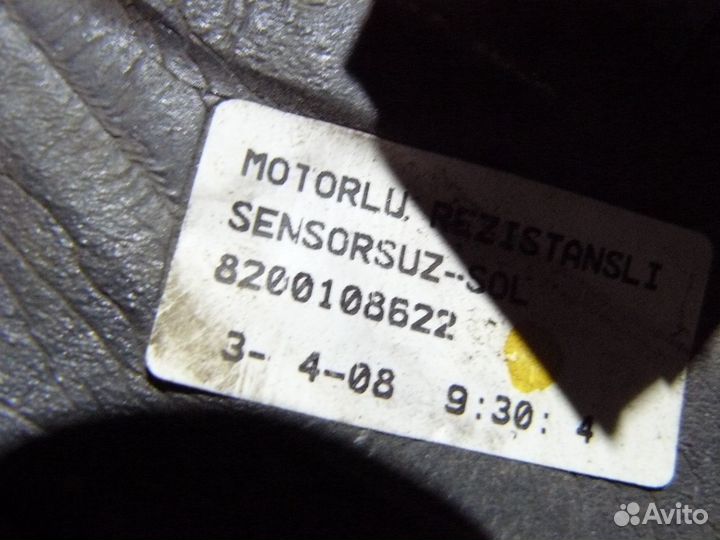 MOTORLU, REZISTANSLI
SENSORSUZ-SOL
8200108622
3- 4-08 9:30: 4
Avito